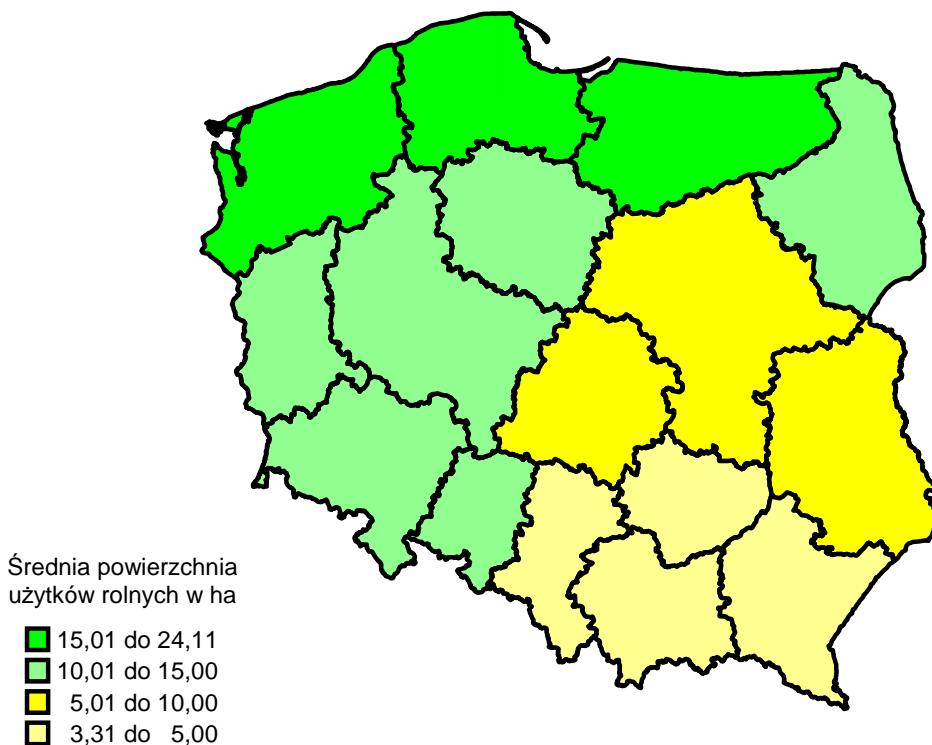 Średnia powierzchnia
użytków rolnych w ha
15,01 do 24,11
10,01 do 15,00
5,01 do 10,00
3,31 do 5,00